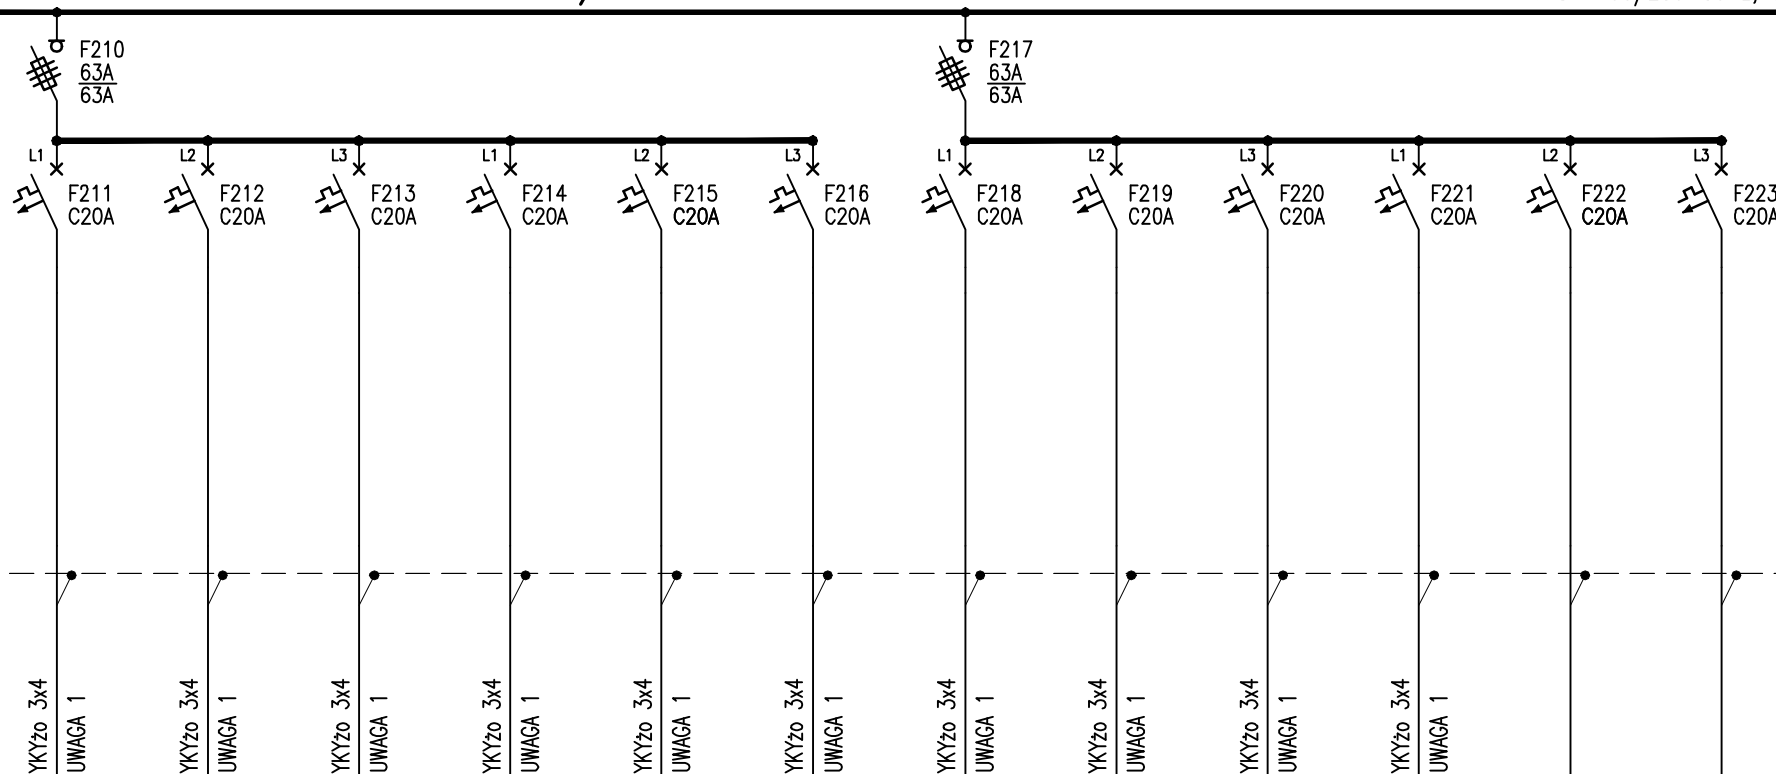 F210
63A
63A
F217
63A
63A
L1
L2
L3
L1
L2
L3
L1
L2
L3
L1
L2
L3
F211
C20A
F212
C20A
F213
C20A
F214
C20A
F215
C20A
F216
C20A
F218
C20A
F219
C20A
F220
C20A
F221
C20A
F222
C20A
F223
C20A
YKYżo 3x4
UWAGA 1
YKYżo 3x4
UWAGA 1
YKYżo 3x4
UWAGA 1
YKYżo 3x4
UWAGA 1
YKYżo 3x4
UWAGA 1
YKYżo 3x4
UWAGA 1
YKYżo 3x4
UWAGA 1
YKYżo 3x4
UWAGA 1
YKYżo 3x4
UWAGA 1
YKYżo 3x4
UWAGA 1